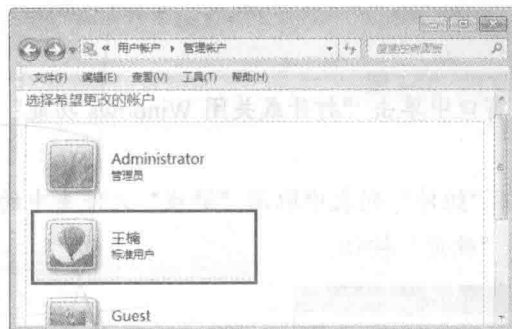 « 用户帐户 ▸ 管理帐户
文件(F) 编辑(E) 查看(V) 工具(T) 帮助(H)
选择希望更改的帐户
Administrator
管理员
王楠
标准用户
Guest